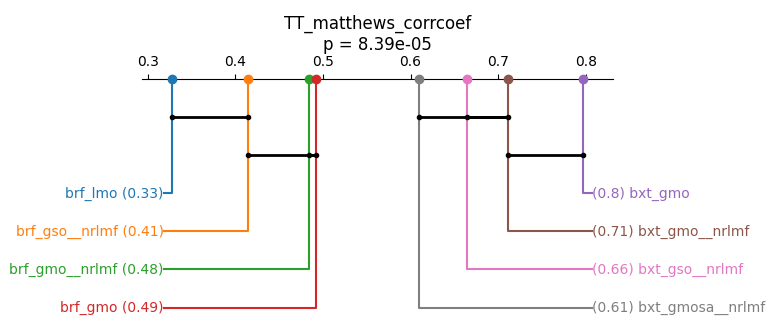 TT_matthews_corrcoef
p = 8.39e-05
0.3 0.4 0.5 0.6 0.7 0.8
brf_lmo (0.33) (0.8) bxt_gmo
brf_gso__nrlmf (0.41) (0.71) bxt_gmo__nrlmf
brf_gmo__nrlmf (0.48) (0.66) bxt_gso__nrlmf
brf_gmo (0.49) (0.61) bxt_gmosa__nrlmf